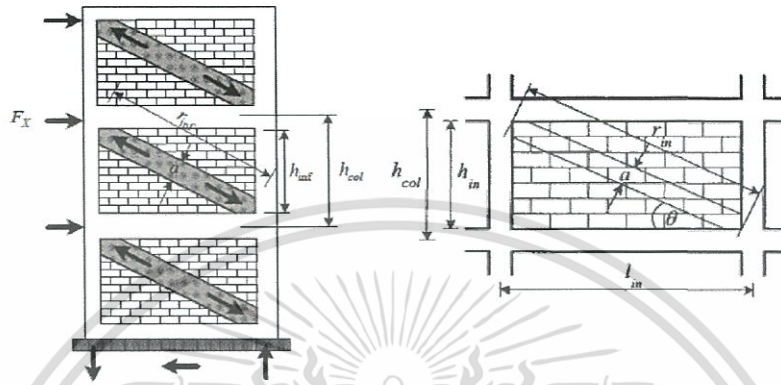 F_X
r_inf
a
h_inf
h_col
h_col
h_in
r_in
a
θ
l_in